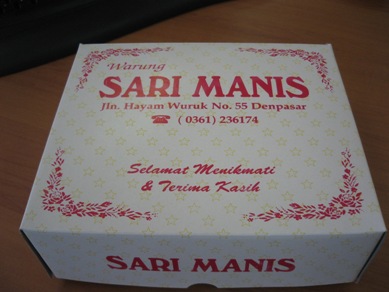 Warung
SARI MANIS
Jln. Hayam Wuruk No. 55 Denpasar
☎ ( 0361) 236174
Selamat Menikmati
& Terima Kasih
SARI MANIS